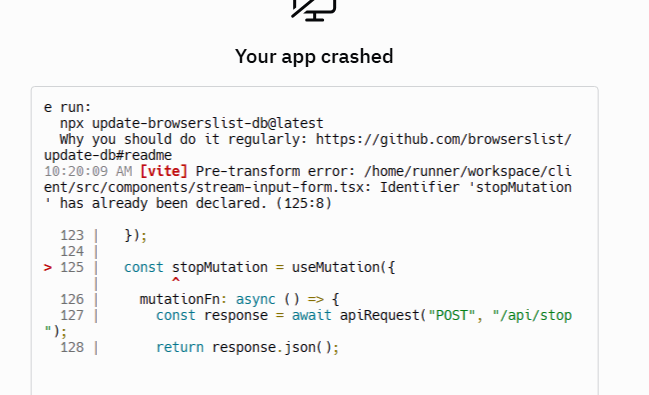 Your app crashed
e run:
  npx update-browserslist-db@latest
  Why you should do it regularly: https://github.com/browserslist/
update-db#readme
10:20:09 AM [vite] Pre-transform error: /home/runner/workspace/cli
ent/src/components/stream-input-form.tsx: Identifier 'stopMutation
' has already been declared. (125:8)
  123 |   });
  124 |
> 125 |   const stopMutation = useMutation({
      |         ^
  126 |     mutationFn: async () => {
  127 |       const response = await apiRequest("POST", "/api/stop
");
  128 |       return response.json();